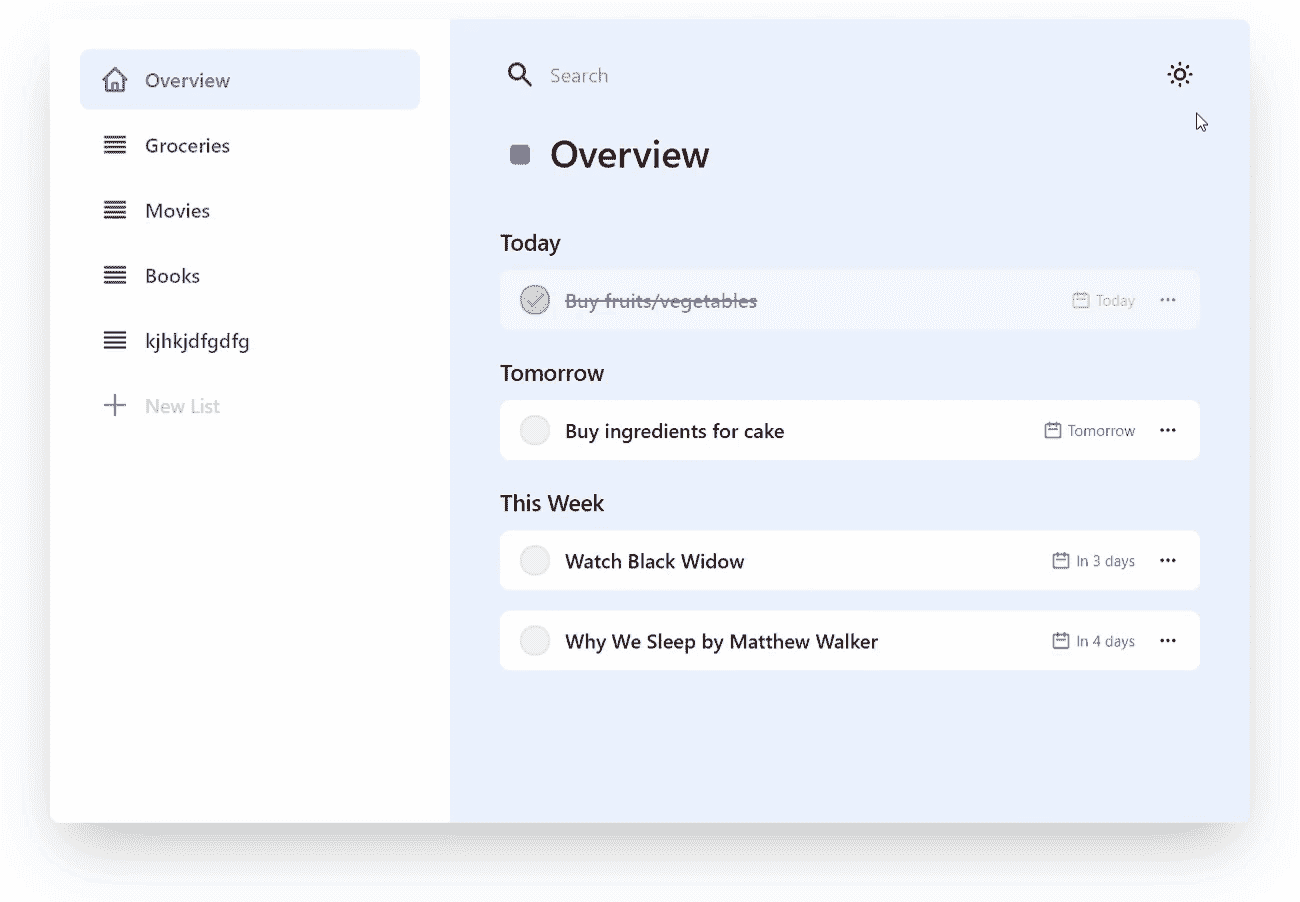 Overview
Groceries
Movies
Books
kjhkjdfgdfg
New List
Search
Overview
Today
Buy fruits/vegetables Today
Tomorrow
Buy ingredients for cake Tomorrow
This Week
Watch Black Widow In 3 days
Why We Sleep by Matthew Walker In 4 days